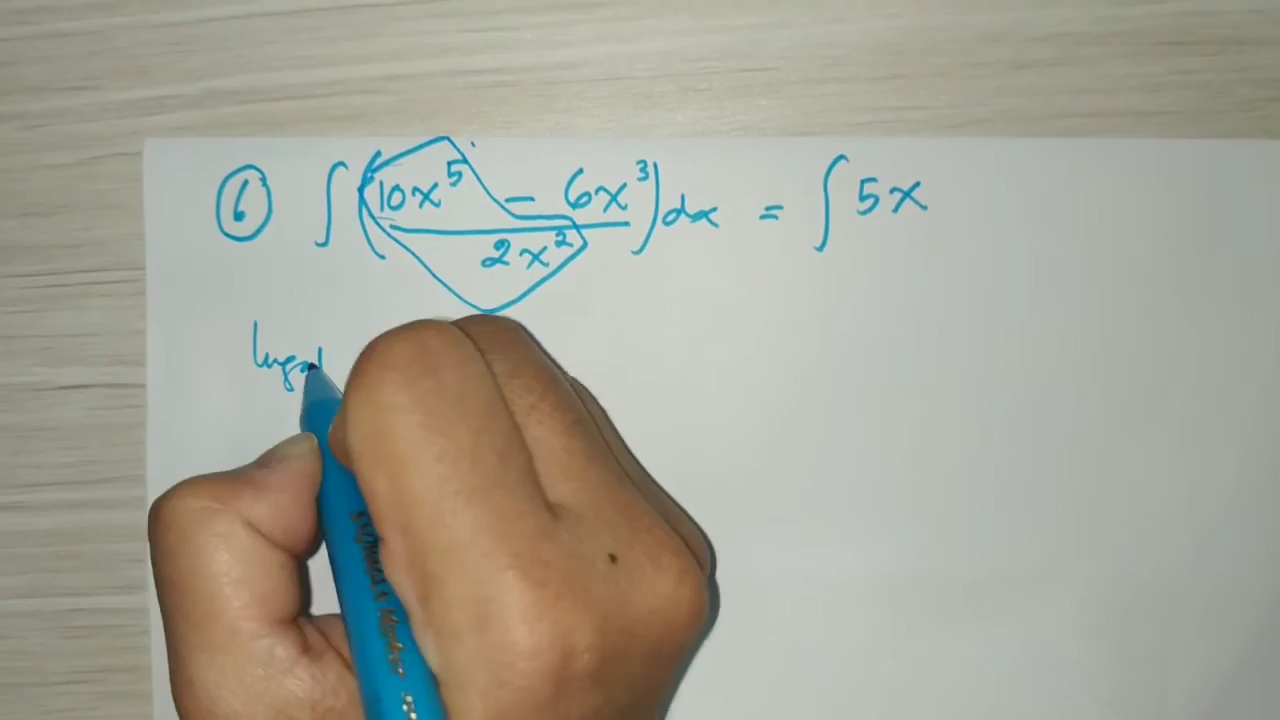 6 ∫ (10x⁵ − 6x³ / 2x²) dx = ∫ 5x